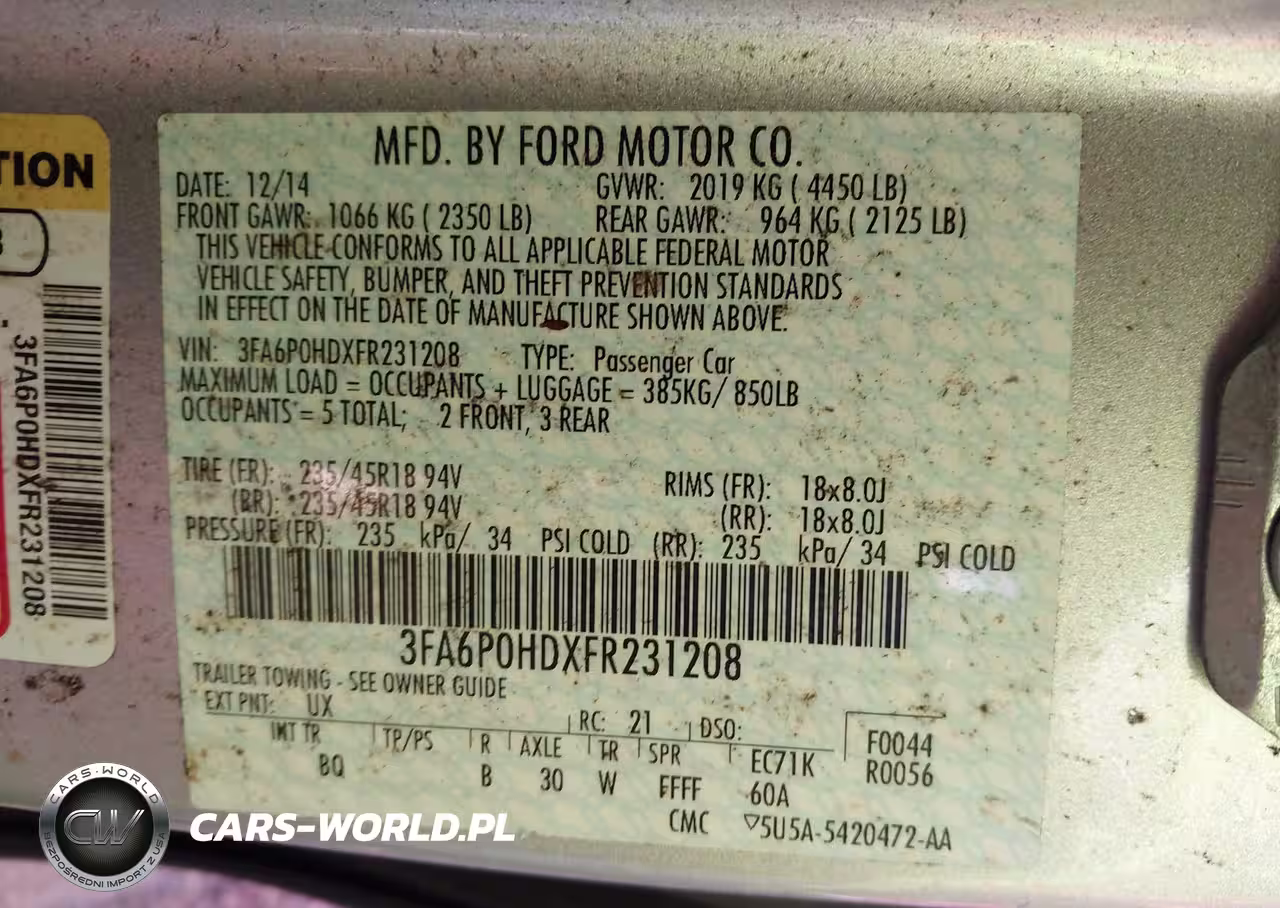 TION
3FA6P0HDXFR231208
MFD. BY FORD MOTOR CO.
DATE: 12/14 GVWR: 2019 KG ( 4450 LB)
FRONT GAWR: 1066 KG ( 2350 LB) REAR GAWR: 964 KG ( 2125 LB)
THIS VEHICLE CONFORMS TO ALL APPLICABLE FEDERAL MOTOR
VEHICLE SAFETY, BUMPER, AND THEFT PREVENTION STANDARDS
IN EFFECT ON THE DATE OF MANUFACTURE SHOWN ABOVE.
VIN: 3FA6P0HDXFR231208 TYPE: Passenger Car
MAXIMUM LOAD = OCCUPANTS + LUGGAGE = 385KG/ 850LB
OCCUPANTS = 5 TOTAL; 2 FRONT, 3 REAR
TIRE (FR): 235/45R18 94V RIMS (FR): 18x8.0J
(RR): 235/45R18 94V (RR): 18x8.0J
PRESSURE (FR): 235 kPa/ 34 PSI COLD (RR): 235 kPa/ 34 PSI COLD
3FA6P0HDXFR231208
TRAILER TOWING - SEE OWNER GUIDE
EXT PNT: UX RC: 21 DSO:
INT TR TP/PS R AXLE TR SPR EC71K F0044
BQ B 30 W FFFF 60A R0056
CMC ▽5U5A-5420472-AA
CARS-WORLD
CW
BEZPOŚREDNI IMPORT Z USA
CARS-WORLD.PL